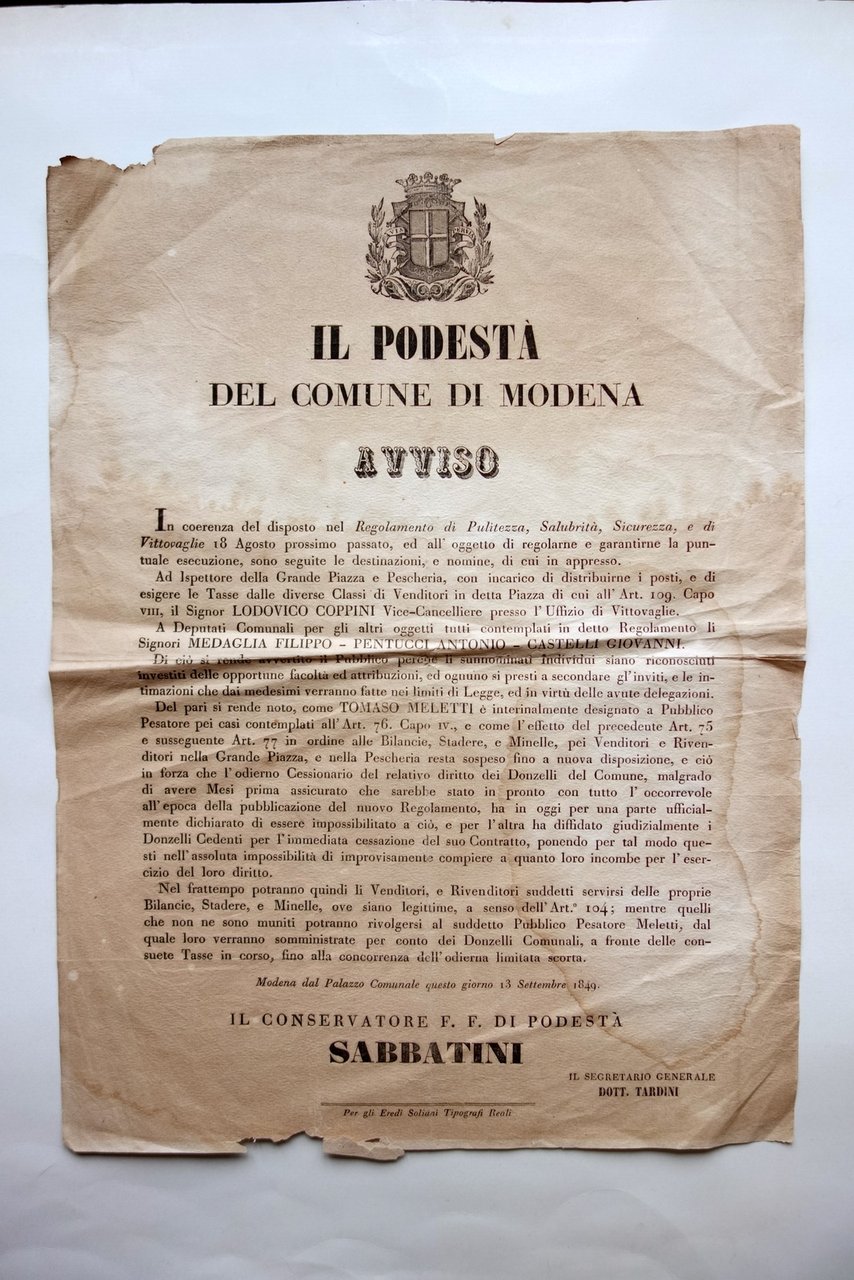 IL PODESTÀ
DEL COMUNE DI MODENA
AVVISO
In coerenza del disposto nel Regolamento di Pulitezza, Salubrità, Sicurezza, e di
Vittovaglie 18 Agosto prossimo passato, ed all' oggetto di regolarne e garantirne la pun-
tuale esecuzione, sono seguite le destinazioni, e nomine, di cui in appresso.
Ad Ispettore della Grande Piazza e Pescheria, con incarico di distribuirne i posti, e di
esigere le Tasse dalle diverse Classi di Venditori in detta Piazza di cui all' Art. 109. Capo
VIII, il Signor LODOVICO COPPINI Vice-Cancelliere presso l' Uffizio di Vittovaglie.
A Deputati Comunali per gli altri oggetti tutti contemplati in detto Regolamento li
Signori MEDAGLIA FILIPPO - PENTUCCI ANTONIO - CASTELLI GIOVANNI.
Di ciò si rende avvertito il Pubblico perchè li sunnominati Individui siano riconosciuti
investiti delle opportune facoltà ed attribuzioni, ed ognuno si presti a secondare gl' inviti, e le in-
timazioni che dai medesimi verranno fatte nei limiti di Legge, ed in virtù delle avute delegazioni.
Del pari si rende noto, come TOMASO MELETTI è interinalmente designato a Pubblico
Pesatore pei casi contemplati all' Art. 76. Capo IV., e come l' effetto del precedente Art. 75
e susseguente Art. 77 in ordine alle Bilancie, Stadere, e Minelle, pei Venditori e Riven-
ditori nella Grande Piazza, e nella Pescheria resta sospeso fino a nuova disposizione, e ciò
in forza che l' odierno Cessionario del relativo diritto dei Donzelli del Comune, malgrado
di avere Mesi prima assicurato che sarebbe stato in pronto con tutto l' occorrevole
all' epoca della pubblicazione del nuovo Regolamento, ha in oggi per una parte ufficial-
mente dichiarato di essere impossibilitato a ciò, e per l' altra ha diffidato giudizialmente i
Donzelli Cedenti per l' immediata cessazione del suo Contratto, ponendo per tal modo que-
sti nell' assoluta impossibilità di improvisamente compiere a quanto loro incombe per l' eser-
cizio del loro diritto.
Nel frattempo potranno quindi li Venditori, e Rivenditori suddetti servirsi delle proprie
Bilancie, Stadere, e Minelle, ove siano legittime, a senso dell' Art.° 104; mentre quelli
che non ne sono muniti potranno rivolgersi al suddetto Pubblico Pesatore Meletti, dal
quale loro verranno somministrate per conto dei Donzelli Comunali, a fronte delle con-
suete Tasse in corso, fino alla concorrenza dell' odierna limitata scorta.
Modena dal Palazzo Comunale questo giorno 13 Settembre 1849.
IL CONSERVATORE F. F. DI PODESTÀ
SABBATINI
IL SEGRETARIO GENERALE
DOTT. TARDINI
Per gli Eredi Soliani Tipografi Reali